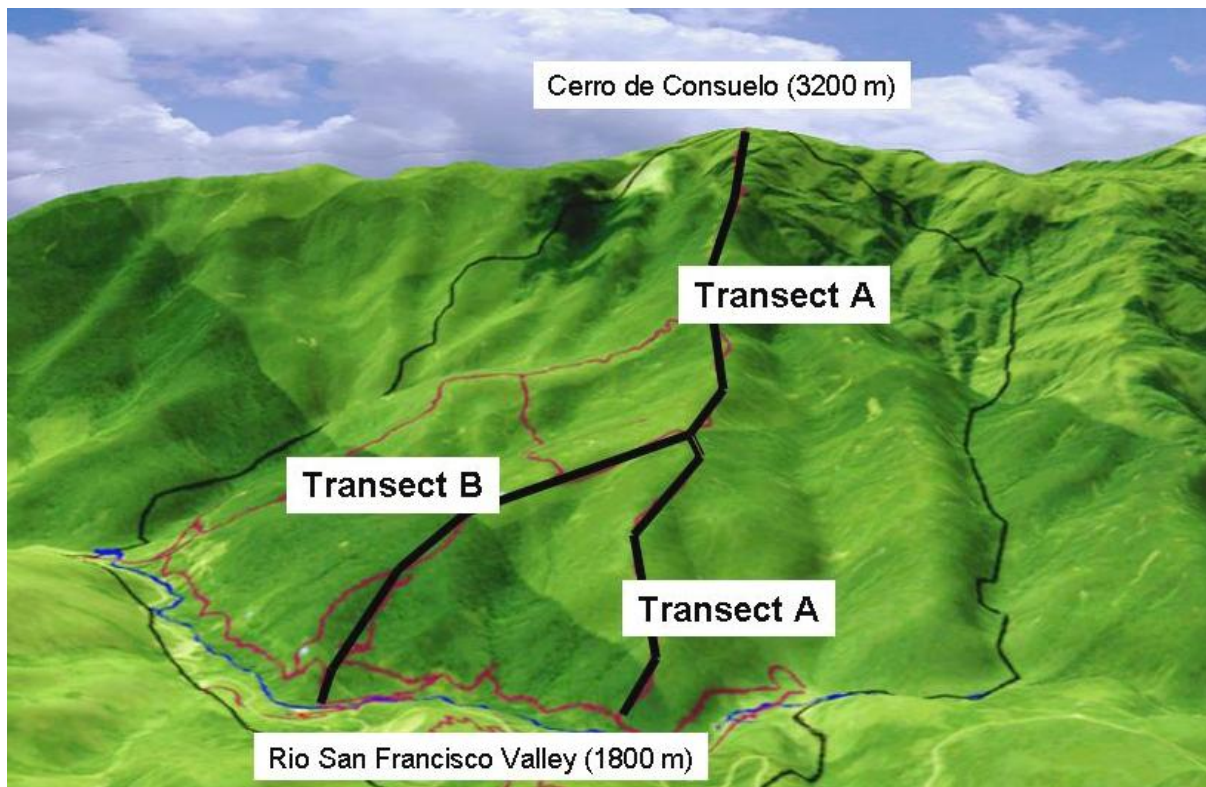 Cerro de Consuelo (3200 m)
Transect A
Transect B
Transect A
Rio San Francisco Valley (1800 m)